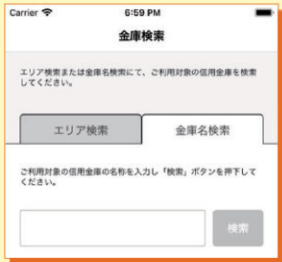 Carrier 6:59 PM
金庫検索
エリア検索または金庫名検索にて、ご利用対象の信用金庫を検索
してください。
エリア検索 金庫名検索
ご利用対象の信用金庫の名称を入力し「検索」ボタンを押下して
ください。
検索